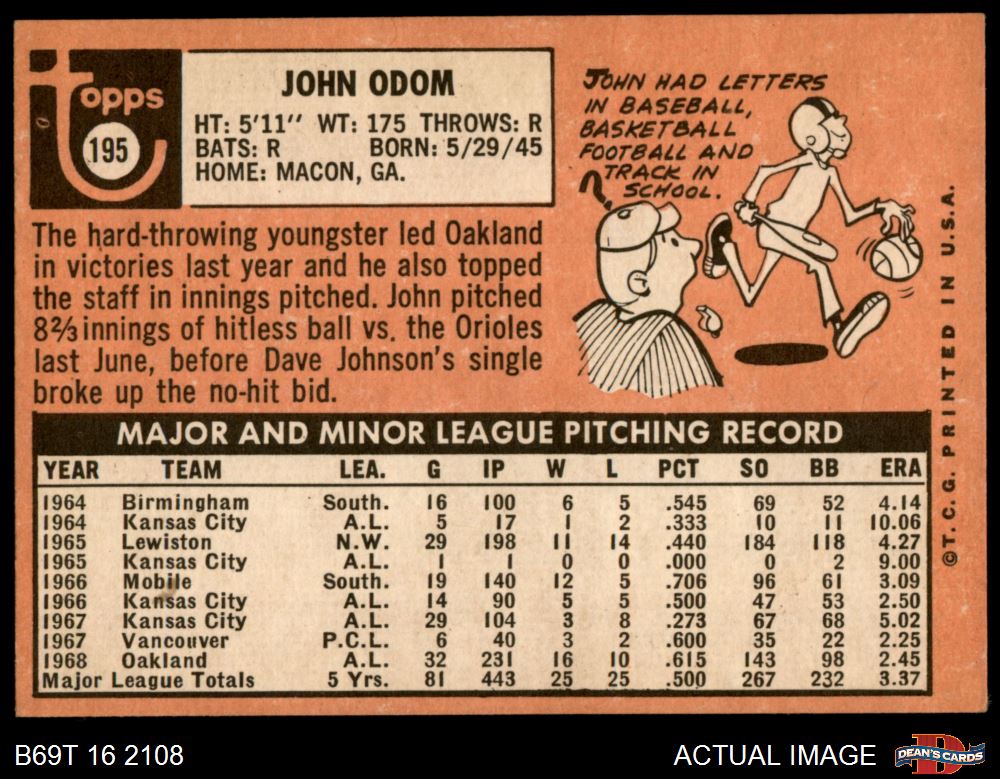 topps
195
JOHN ODOM
HT: 5'11" WT: 175 THROWS: R
BATS: R BORN: 5/29/45
HOME: MACON, GA.
JOHN HAD LETTERS
IN BASEBALL,
BASKETBALL
FOOTBALL AND
TRACK IN
SCHOOL.
?
The hard-throwing youngster led Oakland
in victories last year and he also topped
the staff in innings pitched. John pitched
8⅔ innings of hitless ball vs. the Orioles
last June, before Dave Johnson's single
broke up the no-hit bid.
MAJOR AND MINOR LEAGUE PITCHING RECORD
YEAR TEAM LEA. G IP W L PCT SO BB ERA
1964 Birmingham South. 16 100 6 5 .545 69 52 4.14
1964 Kansas City A.L. 5 17 1 2 .333 10 11 10.06
1965 Lewiston N.W. 29 198 11 14 .440 184 118 4.27
1965 Kansas City A.L. 1 1 0 0 .000 0 2 9.00
1966 Mobile South. 19 140 12 5 .706 96 61 3.09
1966 Kansas City A.L. 14 90 5 5 .500 47 53 2.50
1967 Kansas City A.L. 29 104 3 8 .273 67 68 5.02
1967 Vancouver P.C.L. 6 40 3 2 .600 35 22 2.25
1968 Oakland A.L. 32 231 16 10 .615 143 98 2.45
Major League Totals 5 Yrs. 81 443 25 25 .500 267 232 3.37
©T.C.G. PRINTED IN U.S.A.
B69T 16 2108
ACTUAL IMAGE
D
DEAN'S CARDS